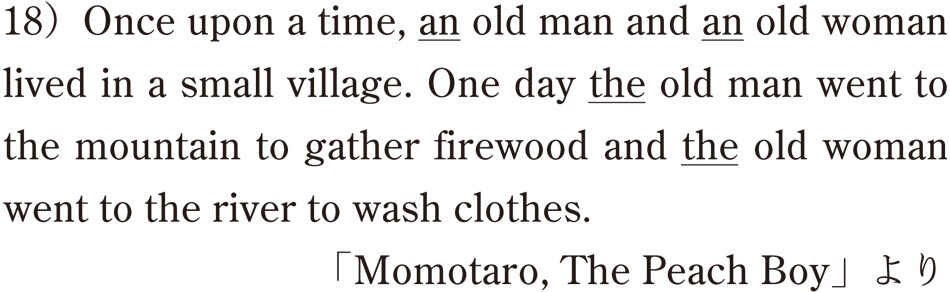 18）Once upon a time, an old man and an old woman
lived in a small village. One day the old man went to
the mountain to gather firewood and the old woman
went to the river to wash clothes.
「Momotaro, The Peach Boy」より